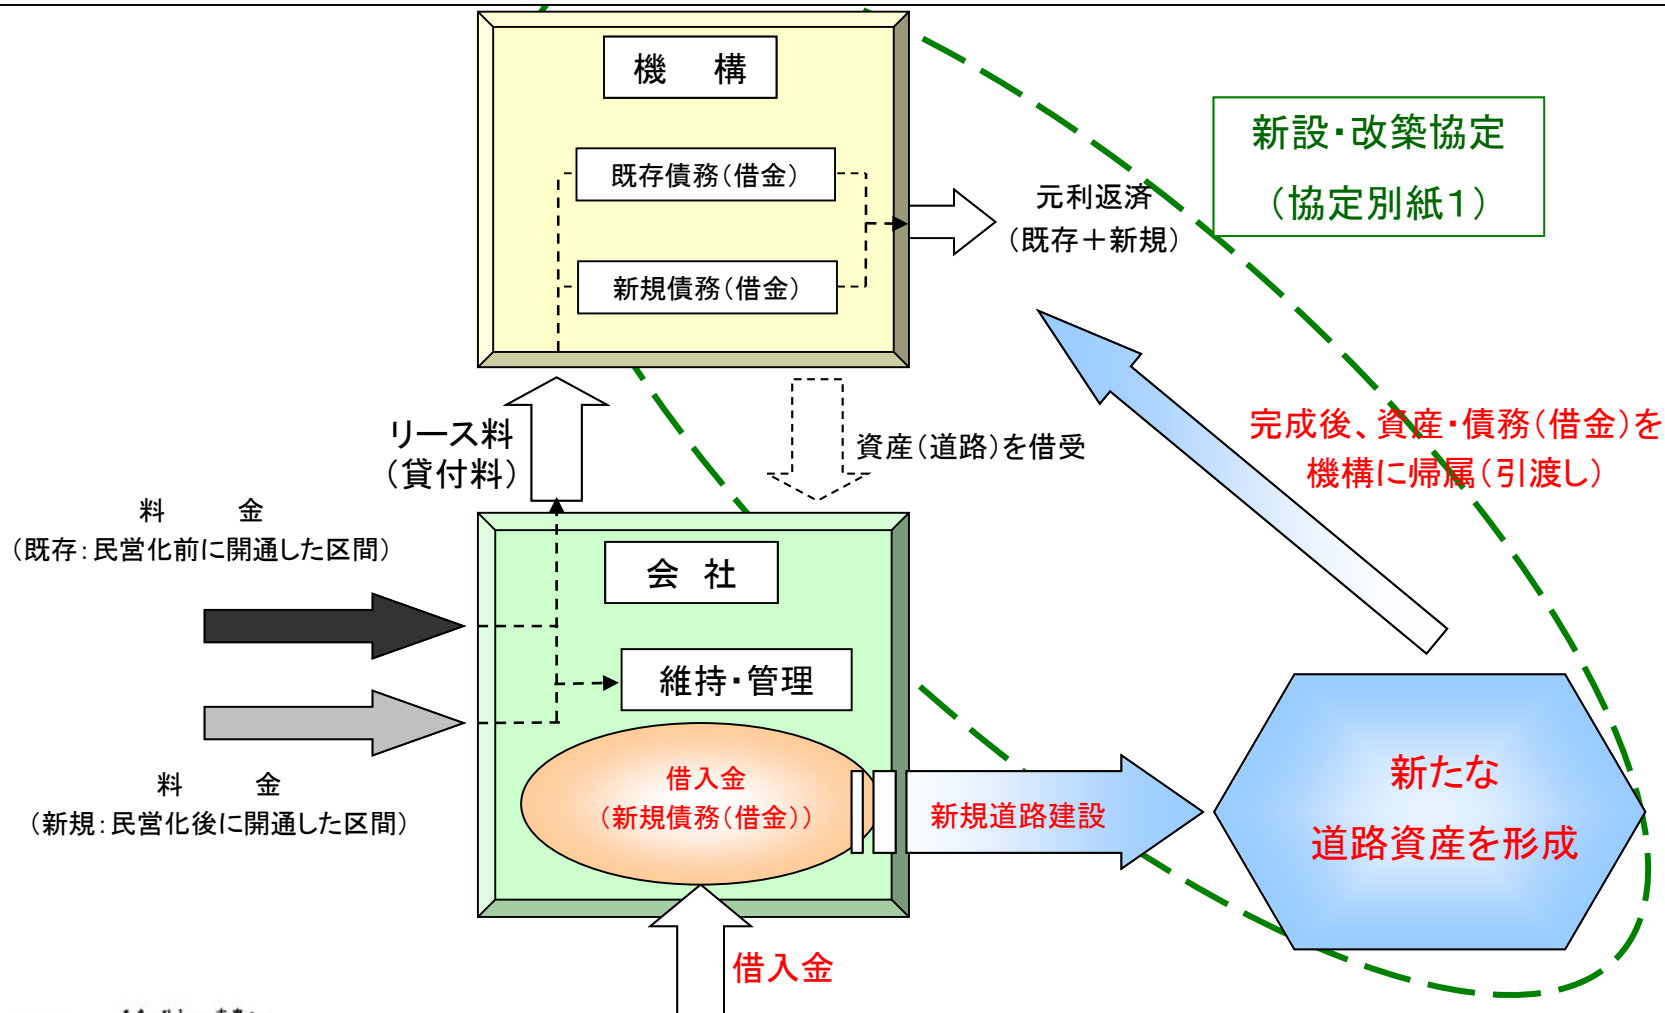 機 構
既存債務(借金)
新規債務(借金)
元利返済
(既存+新規)
新設・改築協定
(協定別紙1)
リース料
(貸付料)
資産(道路)を借受
完成後、資産・債務(借金)を
機構に帰属(引渡し)
料 金
(既存:民営化前に開通した区間)
会 社
維持・管理
料 金
(新規:民営化後に開通した区間)
借入金
(新規債務(借金))
新規道路建設
新たな
道路資産を形成
借入金